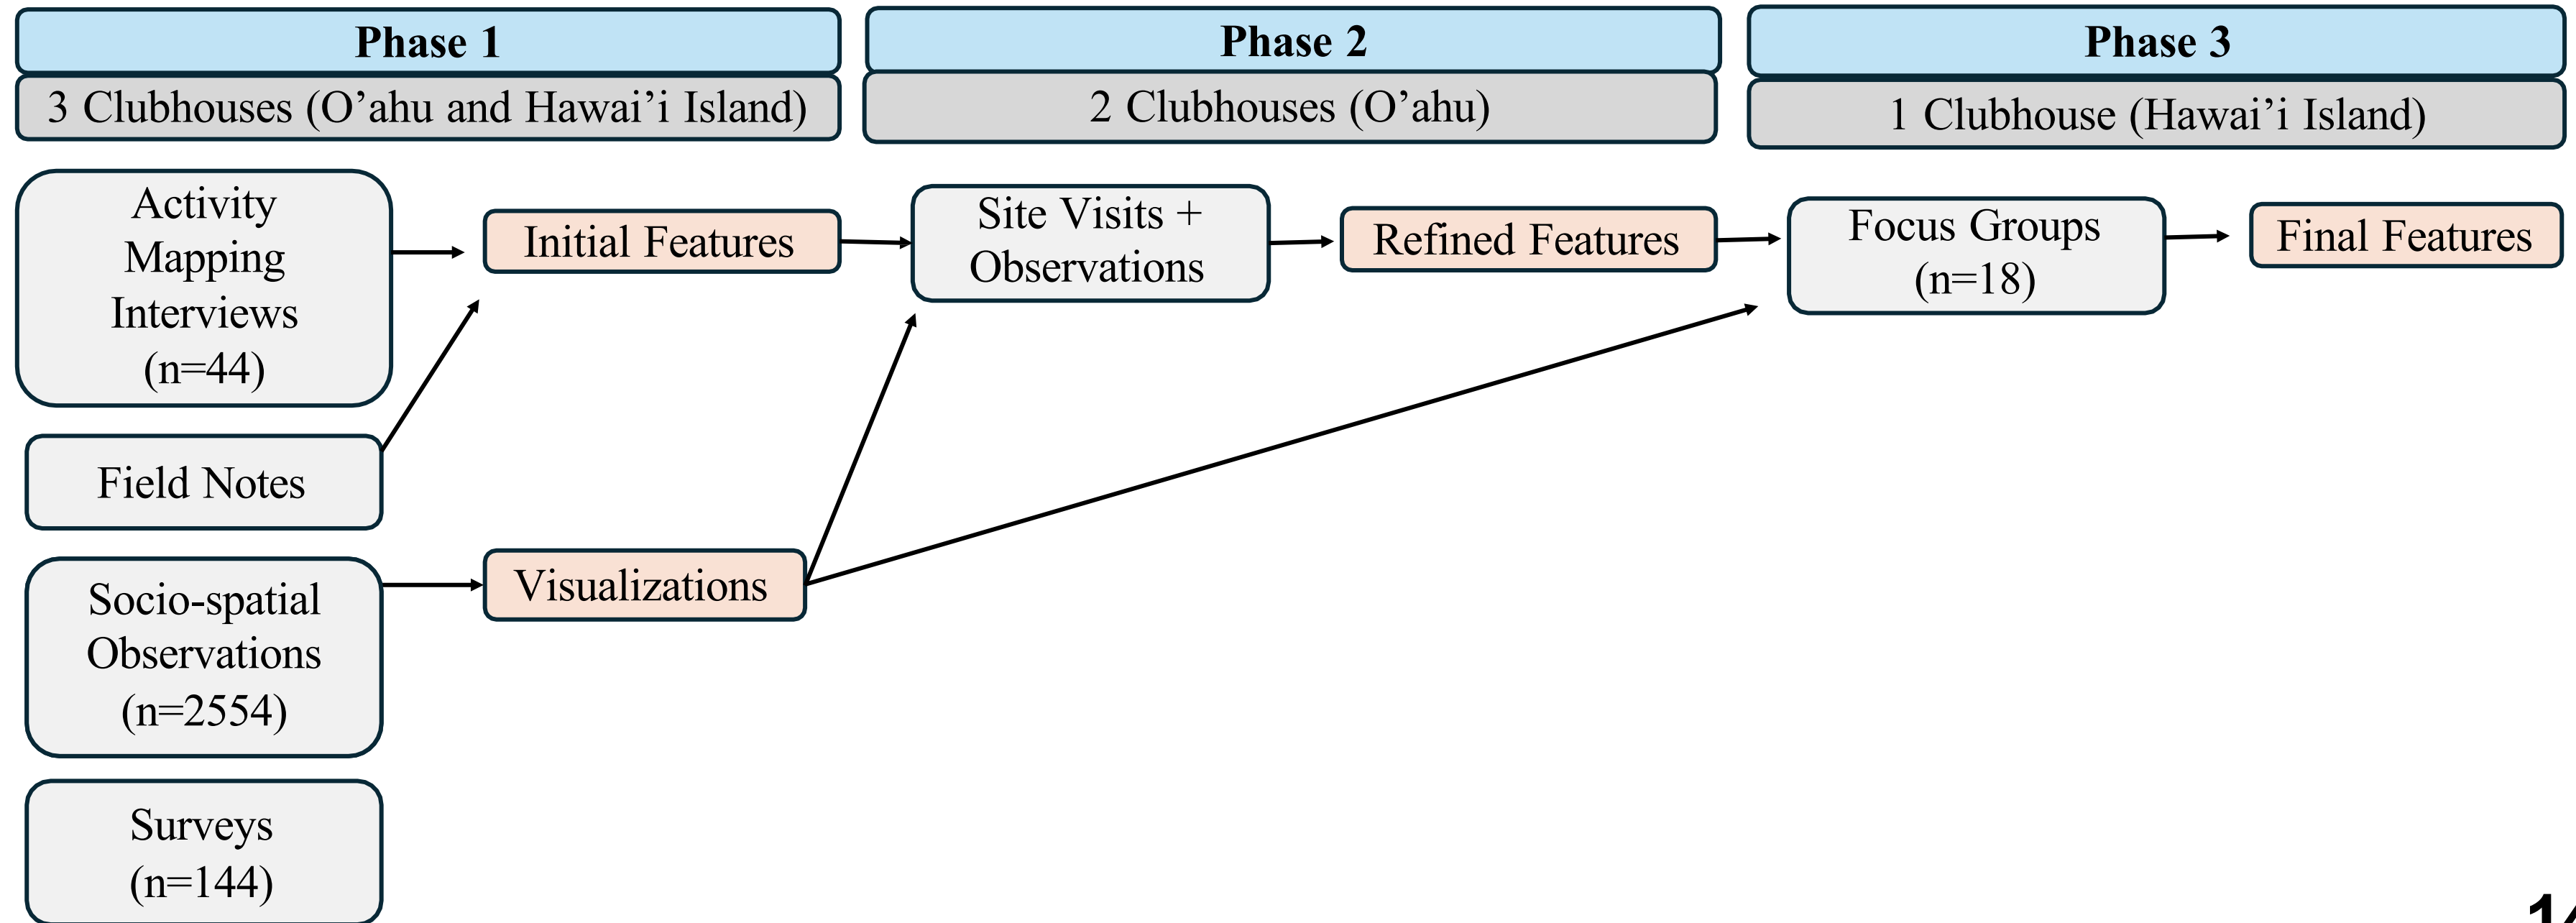 Phase 1
Phase 2
Phase 3
3 Clubhouses (O’ahu and Hawai’i Island)
2 Clubhouses (O’ahu)
1 Clubhouse (Hawai’i Island)
Activity
Mapping
Interviews
(n=44)
Initial Features
Site Visits +
Observations
Refined Features
Focus Groups
(n=18)
Final Features
Field Notes
Socio-spatial
Observations
(n=2554)
Visualizations
Surveys
(n=144)